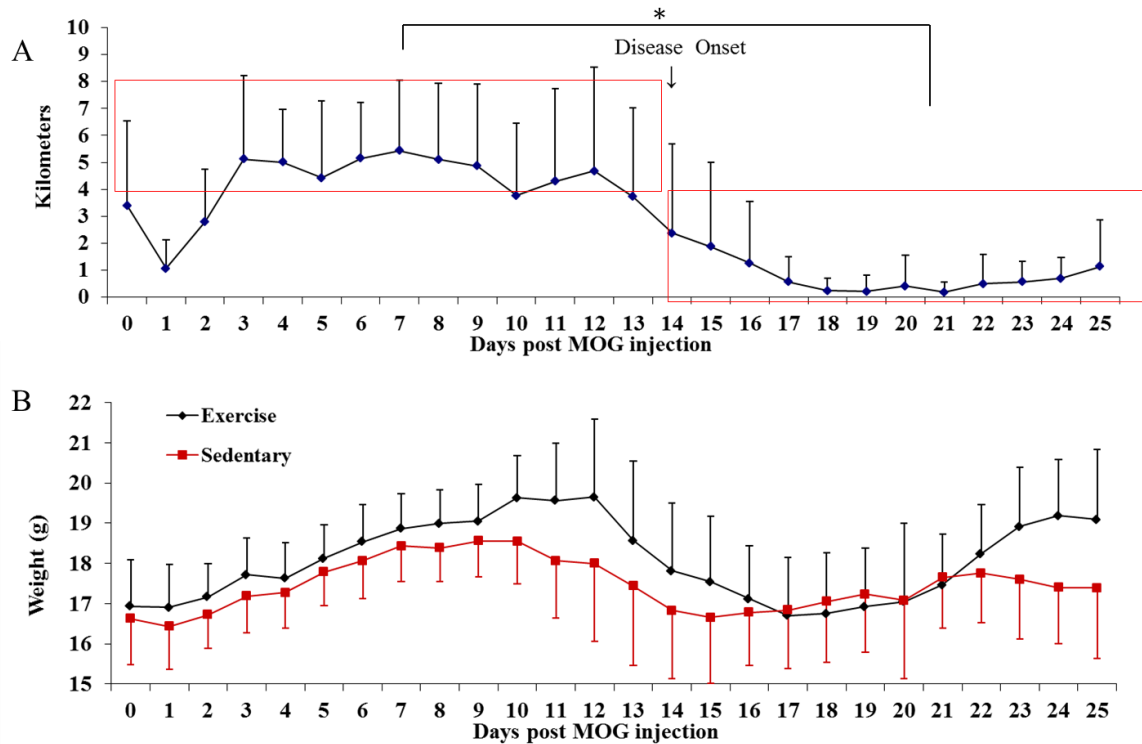 A
*
Disease Onset
↓
10
9
8
7
6
5
4
3
2
1
0
Kilometers
0 1 2 3 4 5 6 7 8 9 10 11 12 13 14 15 16 17 18 19 20 21 22 23 24 25
Days post MOG injection
B
22
21
20
19
18
17
16
15
Weight (g)
Exercise
Sedentary
0 1 2 3 4 5 6 7 8 9 10 11 12 13 14 15 16 17 18 19 20 21 22 23 24 25
Days post MOG injection